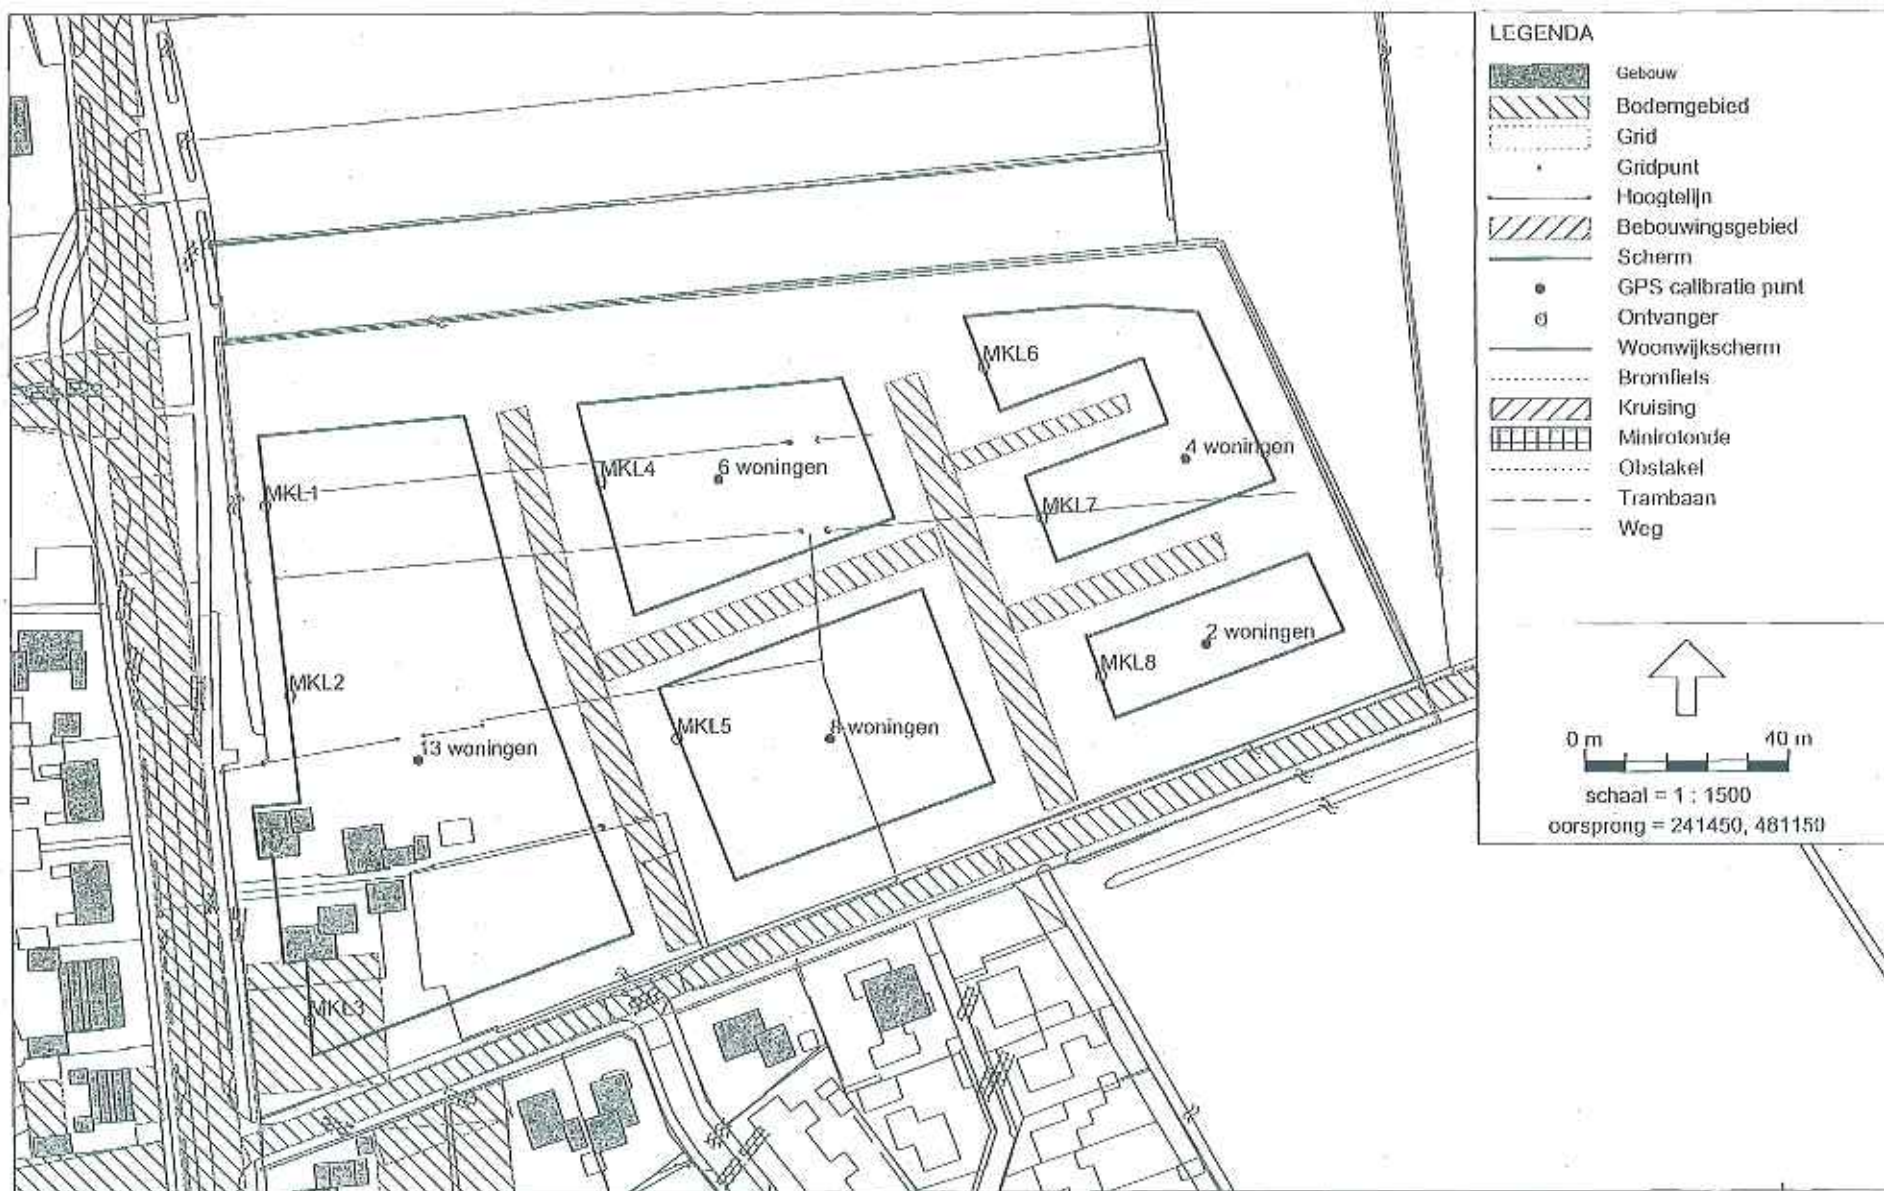 LEGENDA
Gebouw
Bodemgebied
Grid
Gridpunt
Hoogtelijn
Bebouwingsgebied
Scherm
GPS calibratie punt
Ontvanger
Woonwijkscherm
Bromfiets
Kruising
Minirotonde
Obstakel
Trambaan
Weg
0 m 40 m
schaal = 1 : 1500
oorsprong = 241450, 481150
MKL6
4 woningen
MKL4
6 woningen
MKL1
MKL7
2 woningen
MKL8
MKL2
MKL5
8 woningen
13 woningen
MKL3